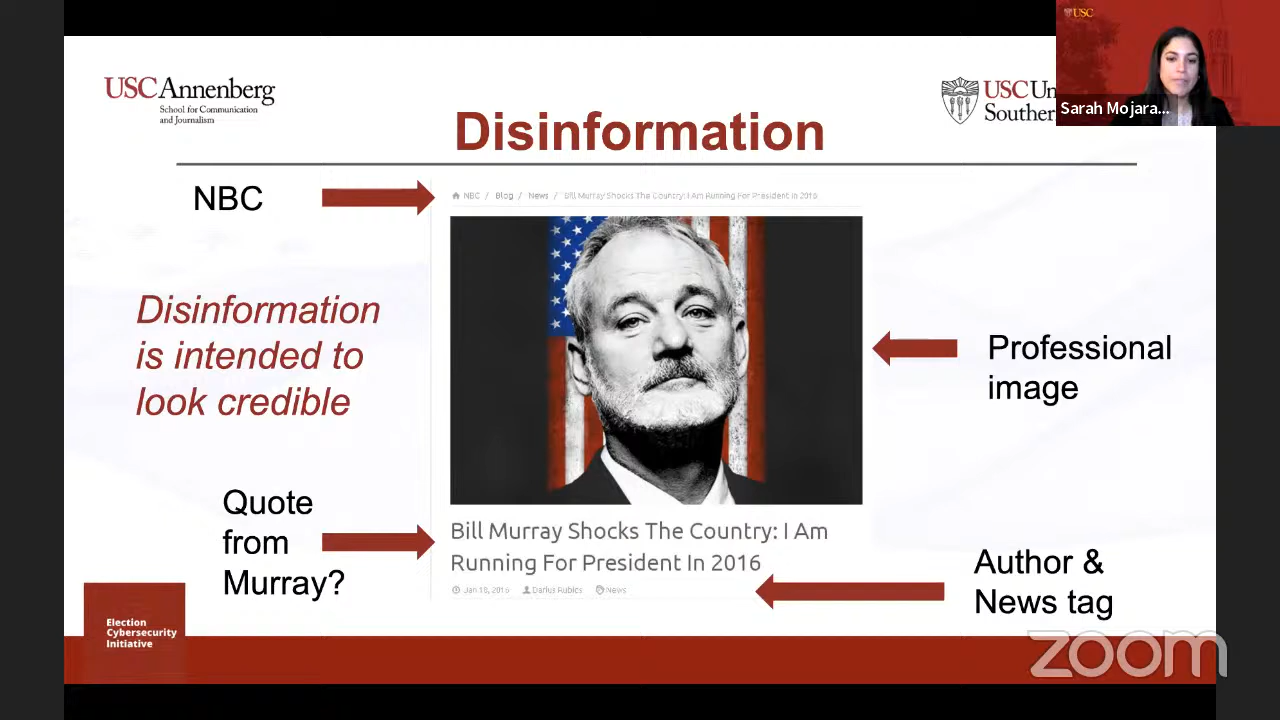 USC
Sarah Mojara...
USC Annenberg
School for Communication
and Journalism
USC Un
Southern
Disinformation
NBC
NBC / Blog / News / Bill Murray Shocks The Country: I Am Running For President In 2016
Disinformation
is intended to
look credible
Professional
image
Quote
from
Murray?
Bill Murray Shocks The Country: I Am
Running For President In 2016
Jan 18, 2016 Darius Rubics News
Author &
News tag
Election
Cybersecurity
Initiative
zoom